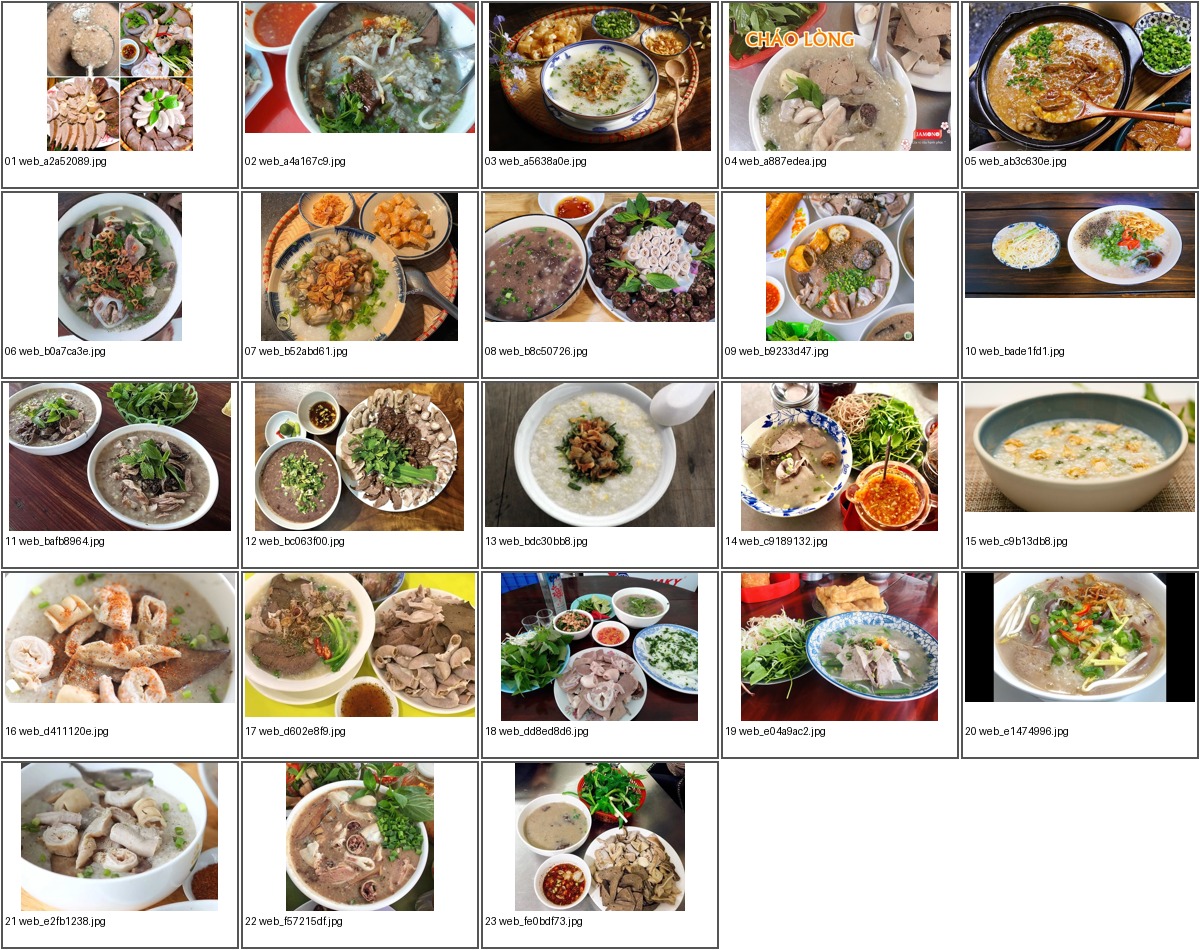 CHÁO LÒNG
JAMONO
01 web_a2a52089.jpg
02 web_a4a167c9.jpg
03 web_a5638a0e.jpg
04 web_a887edea.jpg
05 web_ab3c630e.jpg
06 web_b0a7ca3e.jpg
07 web_b52abd61.jpg
08 web_b8c50726.jpg
09 web_b9233d47.jpg
10 web_bade1fd1.jpg
11 web_bafb8964.jpg
12 web_bc063f00.jpg
13 web_bdc30bb8.jpg
14 web_c9189132.jpg
15 web_c9b13db8.jpg
16 web_d411120e.jpg
17 web_d602e8f9.jpg
18 web_dd8ed8d6.jpg
19 web_e04a9ac2.jpg
20 web_e1474996.jpg
21 web_e2fb1238.jpg
22 web_f57215df.jpg
23 web_fe0bdf73.jpg